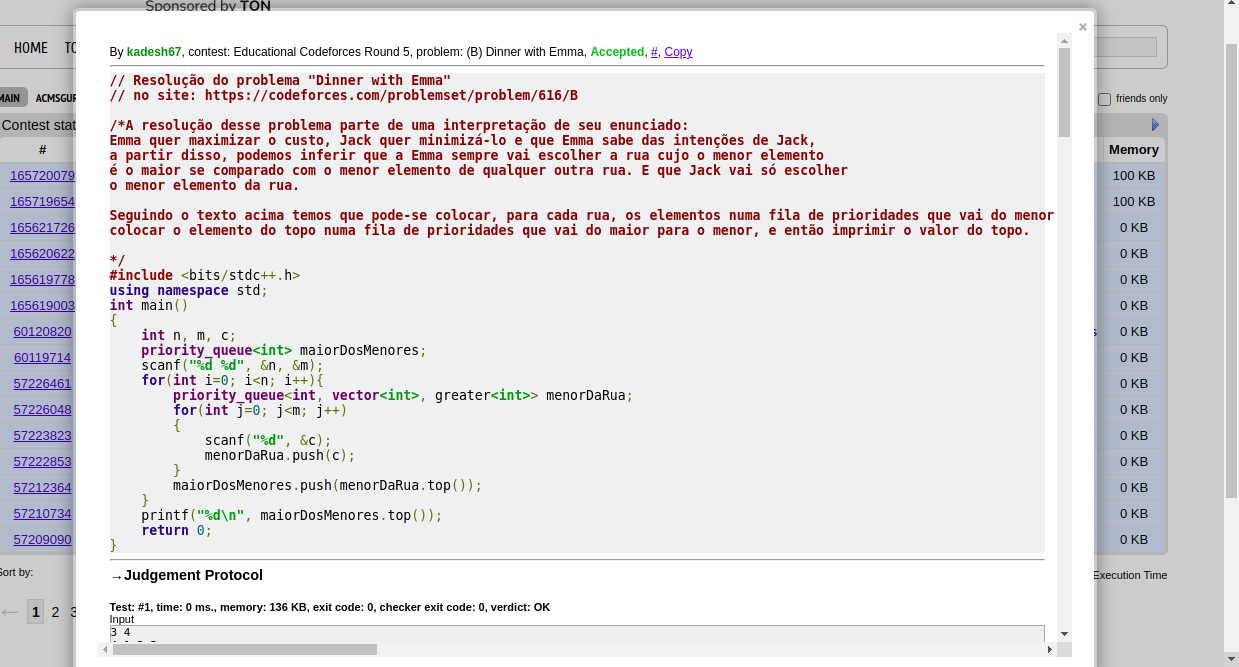 Sponsored by TON
HOME
By kadesh67, contest: Educational Codeforces Round 5, problem: (B) Dinner with Emma, Accepted, #, Copy
// Resolução do problema "Dinner with Emma"
// no site: https://codeforces.com/problemset/problem/616/B
/*A resolução desse problema parte de uma interpretação de seu enunciado:
Emma quer maximizar o custo, Jack quer minimizá-lo e que Emma sabe das intenções de Jack,
a partir disso, podemos inferir que a Emma sempre vai escolher a rua cujo o menor elemento
é o maior se comparado com o menor elemento de qualquer outra rua. E que Jack vai só escolher
o menor elemento da rua.
Seguindo o texto acima temos que pode-se colocar, para cada rua, os elementos numa fila de prioridades que vai do menor
colocar o elemento do topo numa fila de prioridades que vai do maior para o menor, e então imprimir o valor do topo.
*/
#include <bits/stdc++.h>
using namespace std;
int main()
{
    int n, m, c;
    priority_queue<int> maiorDosMenores;
    scanf("%d %d", &n, &m);
    for(int i=0; i<n; i++){
        priority_queue<int, vector<int>, greater<int>> menorDaRua;
        for(int j=0; j<m; j++)
        {
            scanf("%d", &c);
            menorDaRua.push(c);
        }
        maiorDosMenores.push(menorDaRua.top());
    }
    printf("%d\n", maiorDosMenores.top());
    return 0;
}
→Judgement Protocol
Test: #1, time: 0 ms., memory: 136 KB, exit code: 0, checker exit code: 0, verdict: OK
Input
3 4
MAIN ACMSGUR
Contest stat
#
165720079
165719654
165621726
165620622
165619778
165619003
60120820
60119714
57226461
57226048
57223823
57222853
57212364
57210734
57209090
Sort by:
← 1 2 3
friends only
Memory
100 KB
100 KB
0 KB
0 KB
0 KB
0 KB
0 KB
0 KB
0 KB
0 KB
0 KB
0 KB
0 KB
0 KB
0 KB
Execution Time